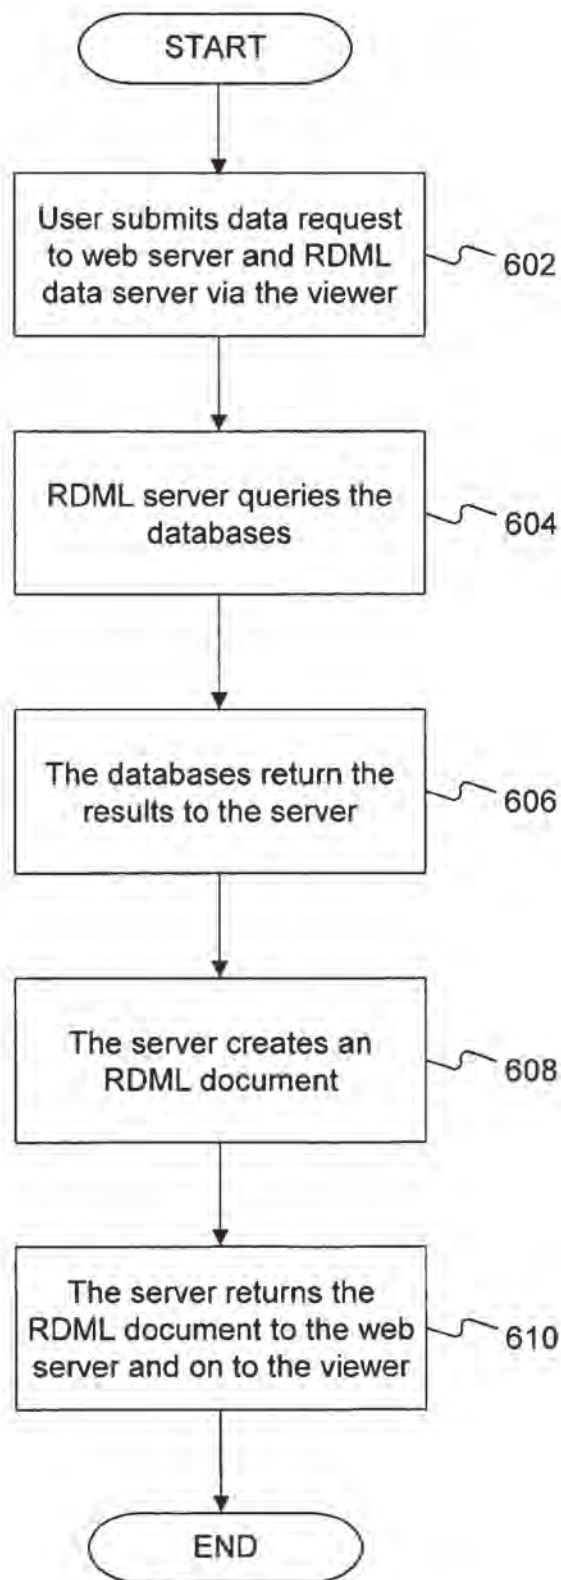 START
User submits data request
to web server and RDML
data server via the viewer
602
RDML server queries the
databases
604
The databases return the
results to the server
606
The server creates an
RDML document
608
The server returns the
RDML document to the web
server and on to the viewer
610
END